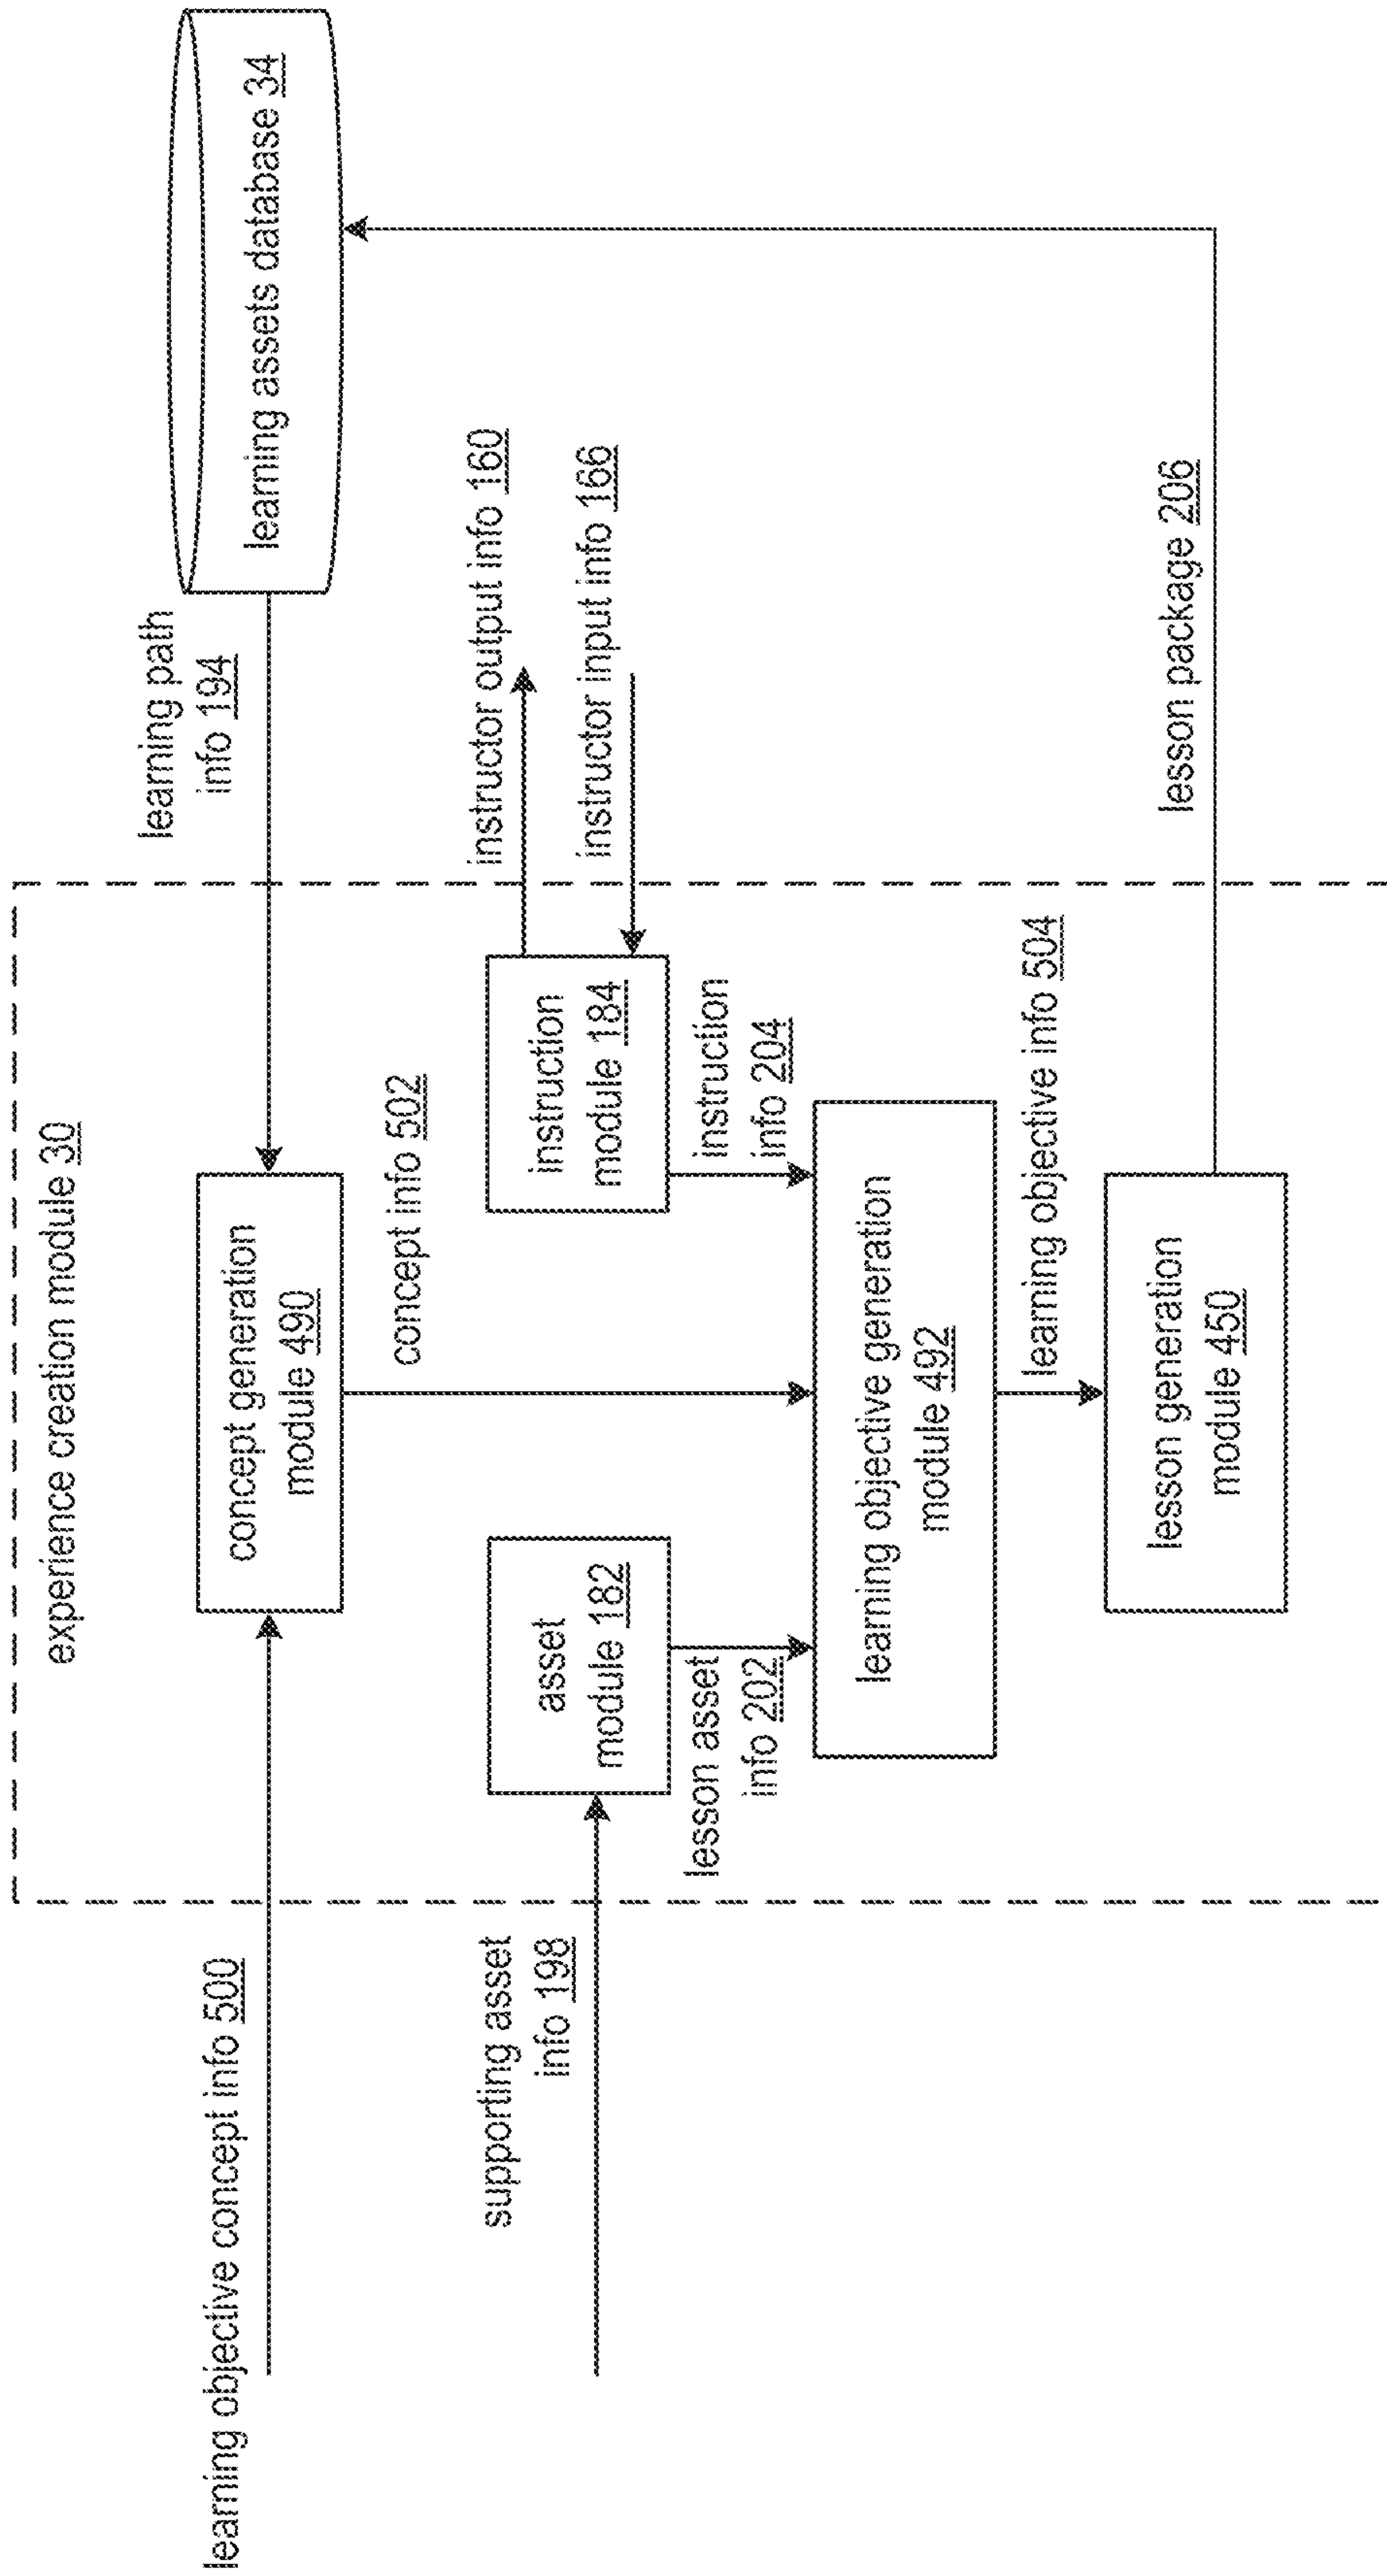 experience creation module 30
learning objective concept info 500
concept generation
module 490
learning path
info 194
learning assets database 34
concept info 502
supporting asset
info 198
asset
module 182
instruction
module 184
instructor output info 160
instructor input info 166
lesson asset
info 202
instruction
info 204
learning objective generation
module 492
learning objective info 504
lesson generation
module 450
lesson package 206